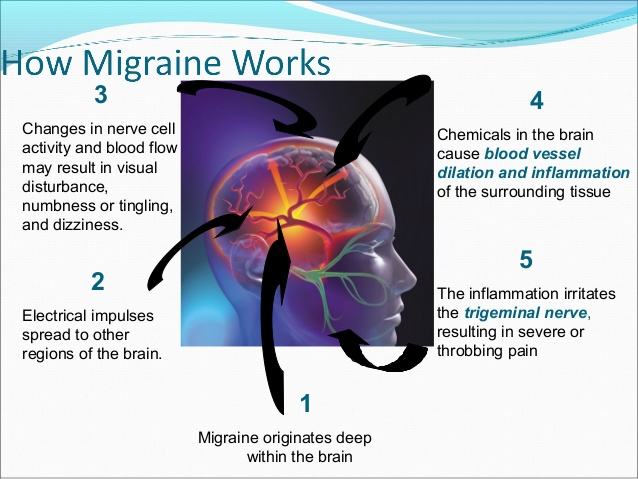 How Migraine Works
3
Changes in nerve cell
activity and blood flow
may result in visual
disturbance,
numbness or tingling,
and dizziness.
4
Chemicals in the brain
cause blood vessel
dilation and inflammation
of the surrounding tissue
2
Electrical impulses
spread to other
regions of the brain.
5
The inflammation irritates
the trigeminal nerve,
resulting in severe or
throbbing pain
1
Migraine originates deep
within the brain